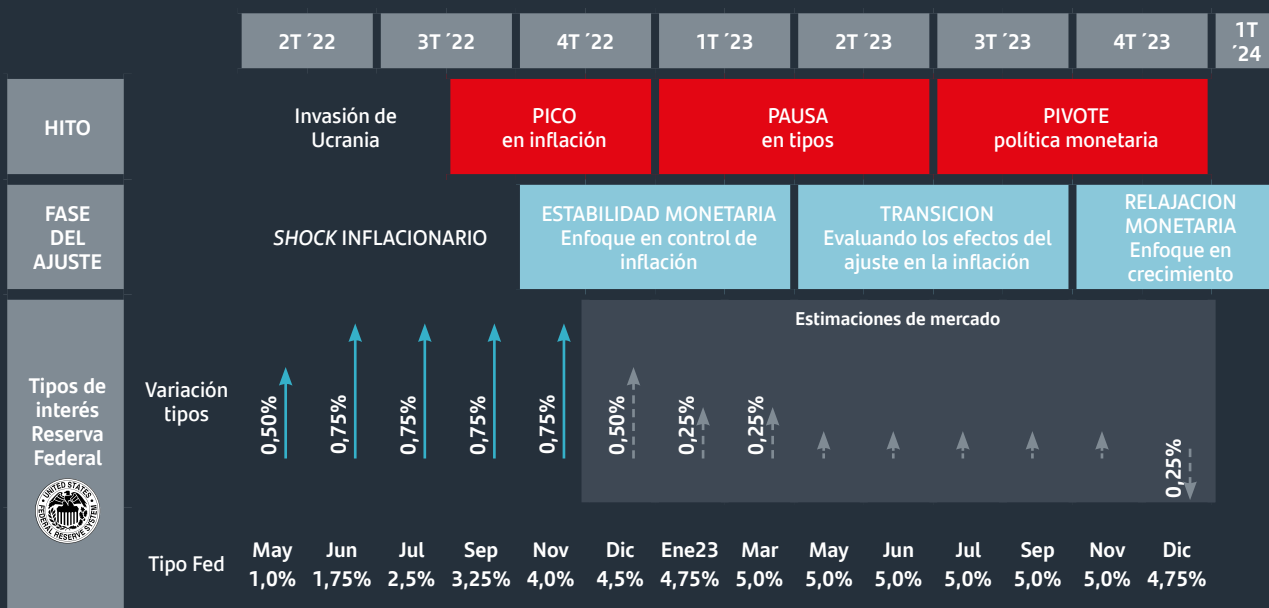 2T ´22
3T ´22
4T ´22
1T ´23
2T ´23
3T ´23
4T ´23
1T
´24
HITO
Invasión de
Ucrania
PICO
en inflación
PAUSA
en tipos
PIVOTE
política monetaria
FASE
DEL
AJUSTE
SHOCK INFLACIONARIO
ESTABILIDAD MONETARIA
Enfoque en control de
inflación
TRANSICION
Evaluando los efectos del
ajuste en la inflación
RELAJACION
MONETARIA
Enfoque en
crecimiento
Tipos de
interés
Reserva
Federal
UNITED STATES
FEDERAL RESERVE SYSTEM
Estimaciones de mercado
Variación
tipos
0,50%
0,75%
0,75%
0,75%
0,75%
0,50%
0,25%
0,25%
0,25%
Tipo Fed
May Jun Jul Sep Nov Dic Ene23 Mar May Jun Jul Sep Nov Dic
1,0% 1,75% 2,5% 3,25% 4,0% 4,5% 4,75% 5,0% 5,0% 5,0% 5,0% 5,0% 5,0% 4,75%